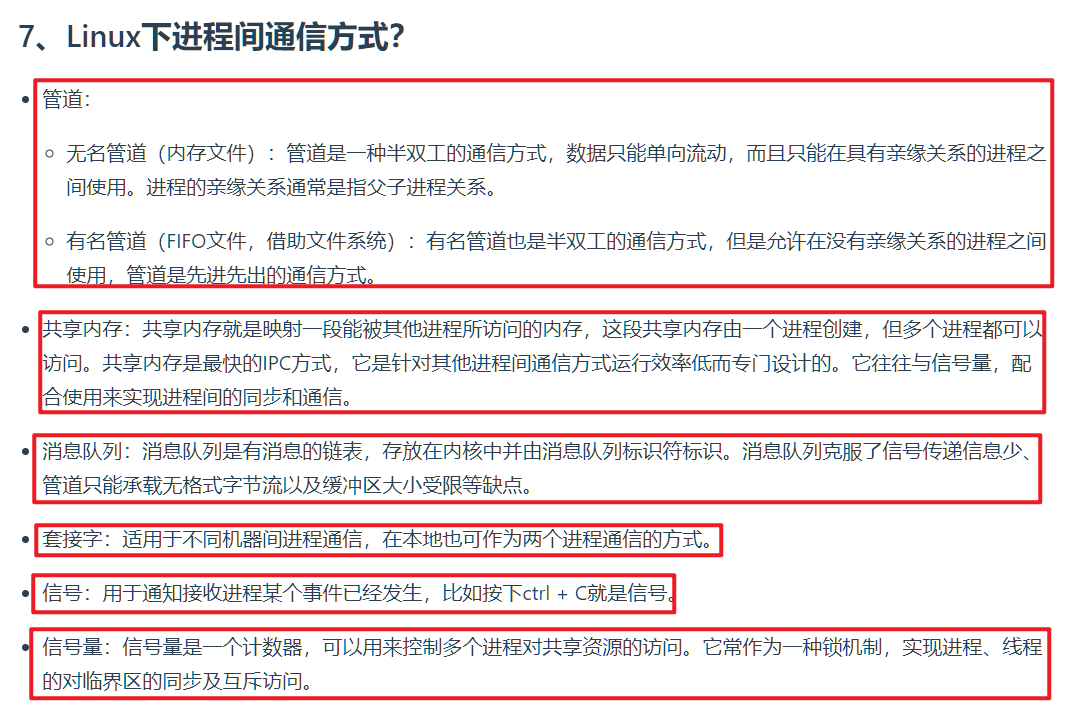 7、Linux下进程间通信方式？
管道：
无名管道（内存文件）：管道是一种半双工的通信方式，数据只能单向流动，而且只能在具有亲缘关系的进程之
间使用。进程的亲缘关系通常是指父子进程关系。
有名管道（FIFO文件，借助文件系统）：有名管道也是半双工的通信方式，但是允许在没有亲缘关系的进程之间
使用，管道是先进先出的通信方式。
共享内存：共享内存就是映射一段能被其他进程所访问的内存，这段共享内存由一个进程创建，但多个进程都可以
访问。共享内存是最快的IPC方式，它是针对其他进程间通信方式运行效率低而专门设计的。它往往与信号量，配
合使用来实现进程间的同步和通信。
消息队列：消息队列是有消息的链表，存放在内核中并由消息队列标识符标识。消息队列克服了信号传递信息少、
管道只能承载无格式字节流以及缓冲区大小受限等缺点。
套接字：适用于不同机器间进程通信，在本地也可作为两个进程通信的方式。
信号：用于通知接收进程某个事件已经发生，比如按下ctrl + C就是信号。
信号量：信号量是一个计数器，可以用来控制多个进程对共享资源的访问。它常作为一种锁机制，实现进程、线程
的对临界区的同步及互斥访问。